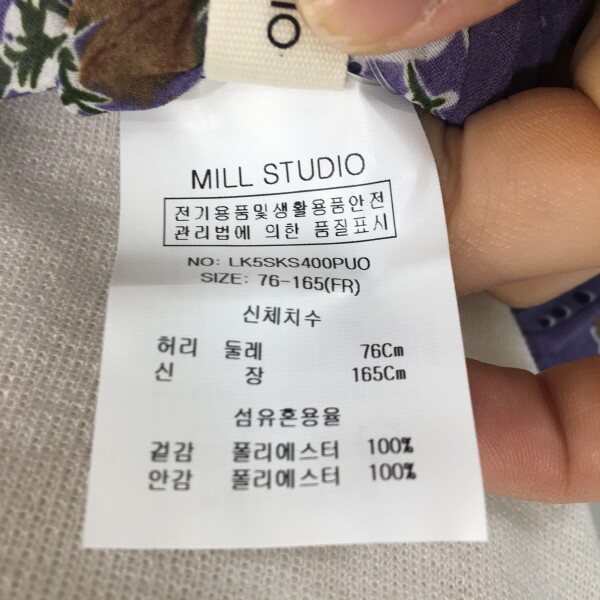 IO
MILL STUDIO
전기용품및생활용품안전
관리법에 의한 품질표시
NO: LK5SKS400PUO
SIZE: 76-165(FR)
신체치수
허리 둘레 76Cm
신 장 165Cm
섬유혼용율
겉감 폴리에스터 100%
안감 폴리에스터 100%